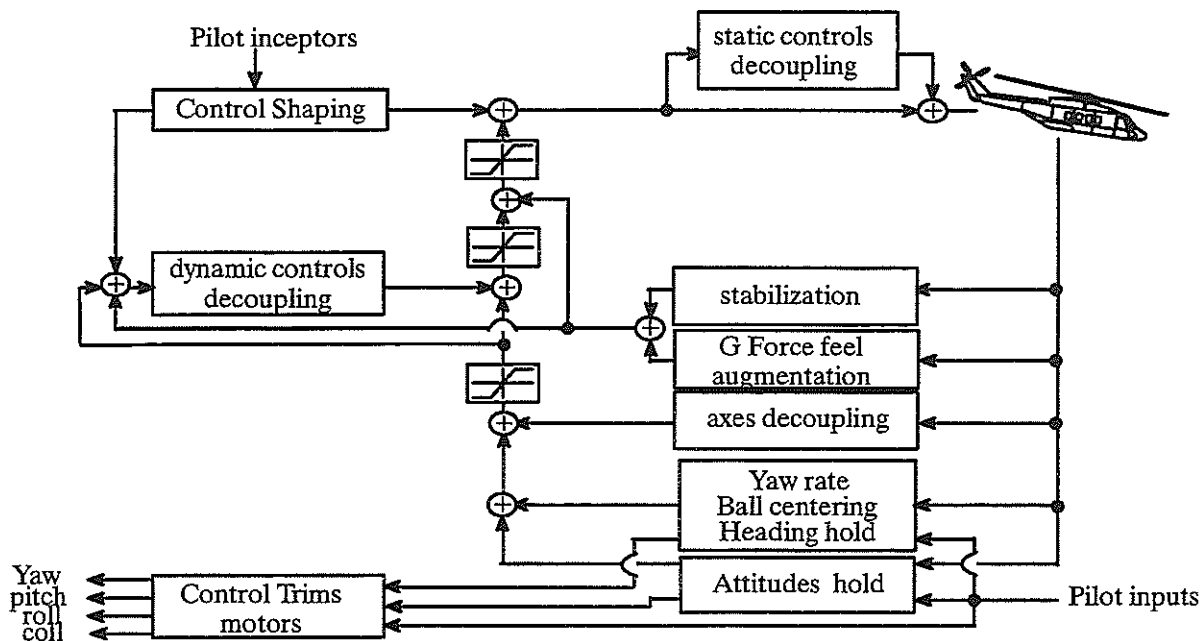 Pilot inceptors
static controls
decoupling
Control Shaping
dynamic controls
decoupling
stabilization
G Force feel
augmentation
axes decoupling
Yaw rate
Ball centering
Heading hold
Attitudes hold
Pilot inputs
Control Trims
motors
Yaw
pitch
roll
coll